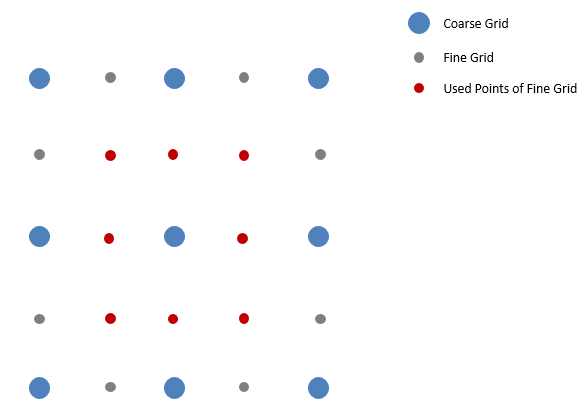 Coarse Grid
Fine Grid
Used Points of Fine Grid